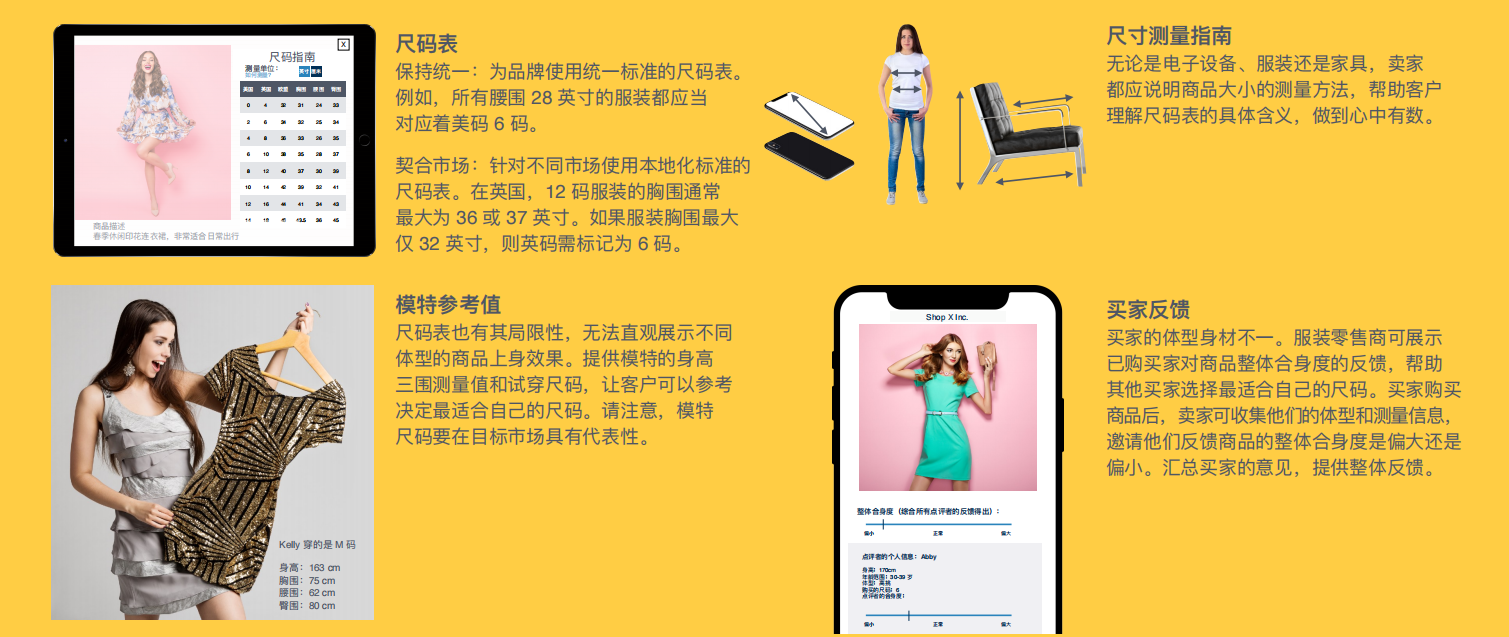 X
尺码指南
测量单位：
如何测量？
英寸 厘米
美国 英国 欧盟 胸围 腰围 臀围
0 4 32 31 24 33
2 6 34 32 25 34
4 8 36 33 26 35
6 10 38 35 28 37
8 12 40 37 30 39
10 14 42 39 32 41
12 16 44 41 34 43
14 18 46 43.5 36 45
商品描述
春季休闲印花连衣裙，非常适合日常出行
尺码表
保持统一：为品牌使用统一标准的尺码表。
例如，所有腰围 28 英寸的服装都应当
对应着美码 6 码。
契合市场：针对不同市场使用本地化标准的
尺码表。在英国，12 码服装的胸围通常
最大为 36 或 37 英寸。如果服装胸围最大
仅 32 英寸，则英码需标记为 6 码。
尺寸测量指南
无论是电子设备、服装还是家具，卖家
都应说明商品大小的测量方法，帮助客户
理解尺码表的具体含义，做到心中有数。
Kelly 穿的是 M 码
身高：163 cm
胸围：75 cm
腰围：62 cm
臀围：80 cm
模特参考值
尺码表也有其局限性，无法直观展示不同
体型的商品上身效果。提供模特的身高
三围测量值和试穿尺码，让客户可以参考
决定最适合自己的尺码。请注意，模特
尺码要在目标市场具有代表性。
Shop X Inc.
整体合身度（综合所有点评者的反馈得出）：
偏小 正常 偏大
点评者的个人信息：Abby
身高：170cm
年龄范围：30-39 岁
体型：高挑
购买的尺码：6
点评者的合身度：
偏小 正常 偏大
买家反馈
买家的体型身材不一。服装零售商可展示
已购买家对商品整体合身度的反馈，帮助
其他买家选择最适合自己的尺码。买家购买
商品后，卖家可收集他们的体型和测量信息，
邀请他们反馈商品的整体合身度是偏大还是
偏小。汇总买家的意见，提供整体反馈。